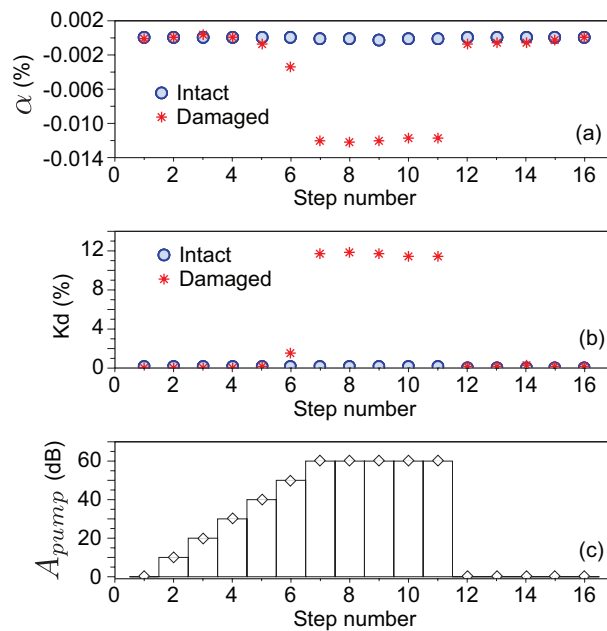 0.002
-0.002
-0.006
-0.010
-0.014
α (%)
Intact
Damaged
(a)
0 2 4 6 8 10 12 14 16
Step number
12
8
4
0
Kd (%)
Intact
Damaged
(b)
0 2 4 6 8 10 12 14 16
Step number
60
40
20
0
A_pump (dB)
(c)
0 2 4 6 8 10 12 14 16
Step number